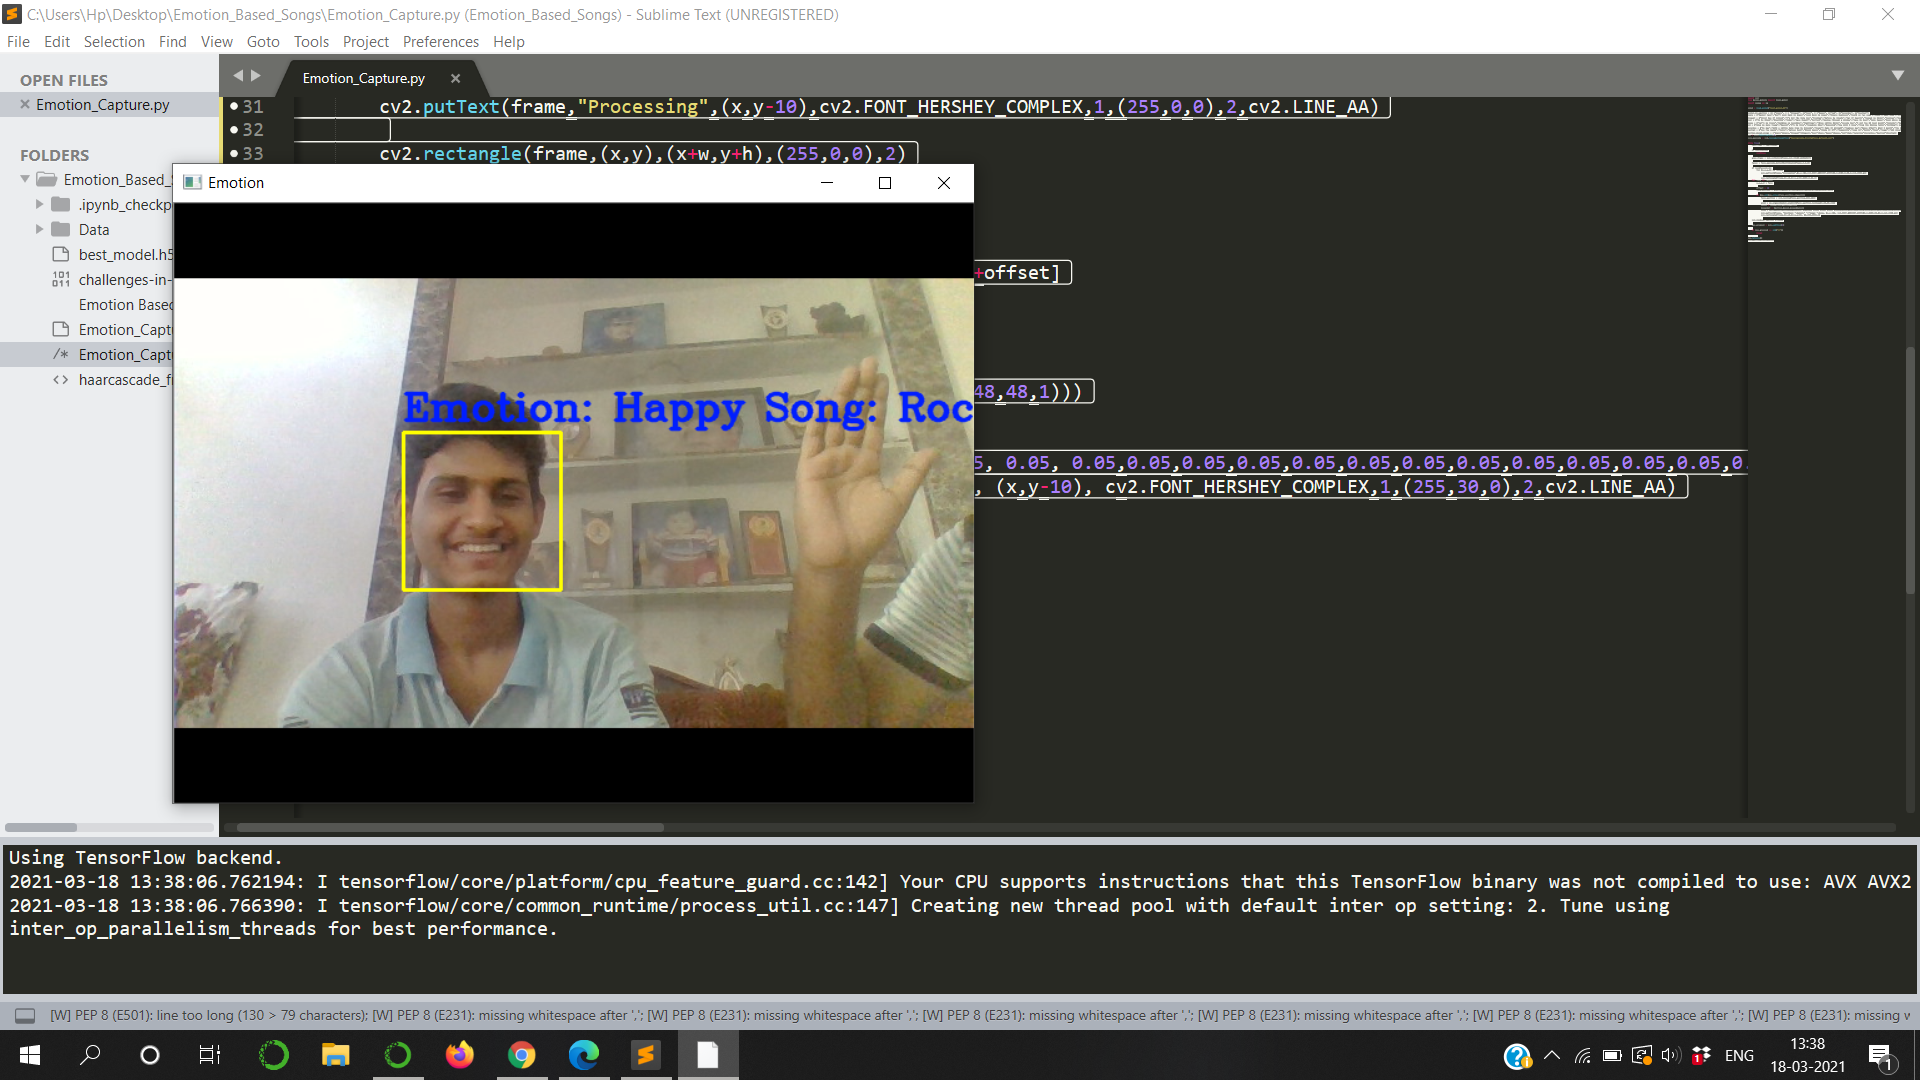 C:\Users\Hp\Desktop\Emotion_Based_Songs\Emotion_Capture.py (Emotion_Based_Songs) - Sublime Text (UNREGISTERED)
File Edit Selection Find View Goto Tools Project Preferences Help
OPEN FILES
Emotion_Capture.py
FOLDERS
Emotion_Based_
.ipynb_checkp
Data
best_model.h5
challenges-in-
Emotion Based
Emotion_Capt
Emotion_Capt
haarcascade_f
Emotion_Capture.py
31 cv2.putText(frame,"Processing",(x,y-10),cv2.FONT_HERSHEY_COMPLEX,1,(255,0,0),2,cv2.LINE_AA)
32
33 cv2.rectangle(frame,(x,y),(x+w,y+h),(255,0,0),2)
Emotion
+offset]
48,48,1)))
5, 0.05, 0.05,0.05,0.05,0.05,0.05,0.05,0.05,0.05,0.05,0.05,0.05,0.05,0.
, (x,y-10), cv2.FONT_HERSHEY_COMPLEX,1,(255,30,0),2,cv2.LINE_AA)
Emotion: Happy Song: Roc
Using TensorFlow backend.
2021-03-18 13:38:06.762194: I tensorflow/core/platform/cpu_feature_guard.cc:142] Your CPU supports instructions that this TensorFlow binary was not compiled to use: AVX AVX2
2021-03-18 13:38:06.766390: I tensorflow/core/common_runtime/process_util.cc:147] Creating new thread pool with default inter op setting: 2. Tune using
inter_op_parallelism_threads for best performance.
[W] PEP 8 (E501): line too long (130 > 79 characters); [W] PEP 8 (E231): missing whitespace after ','; [W] PEP 8 (E231): missing whitespace after ','; [W] PEP 8 (E231): missing whitespace after ','; [W] PEP 8 (E231): missing whitespace after ','; [W] PEP 8 (E231): missing whitespace after ','; [W] PEP 8 (E231): missing w
ENG
13:38
18-03-2021
1